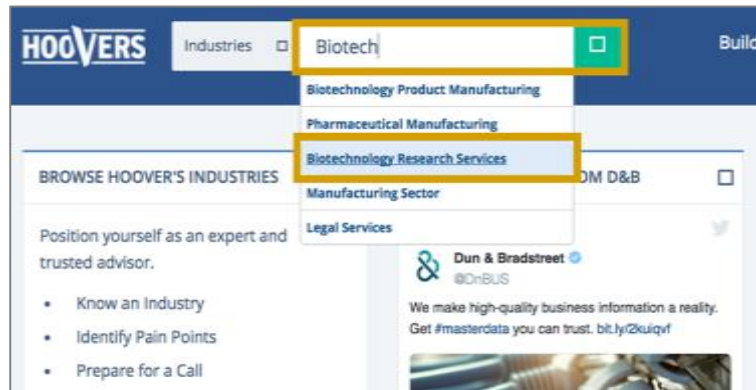 HOOVERS
Industries
Biotech
Build
Biotechnology Product Manufacturing
Pharmaceutical Manufacturing
Biotechnology Research Services
Manufacturing Sector
Legal Services
BROWSE HOOVER'S INDUSTRIES
OM D&B
Position yourself as an expert and
trusted advisor.
• Know an Industry
• Identify Pain Points
• Prepare for a Call
Dun & Bradstreet
@DnBUS
We make high-quality business information a reality.
Get #masterdata you can trust. bit.ly/2kuiqvf